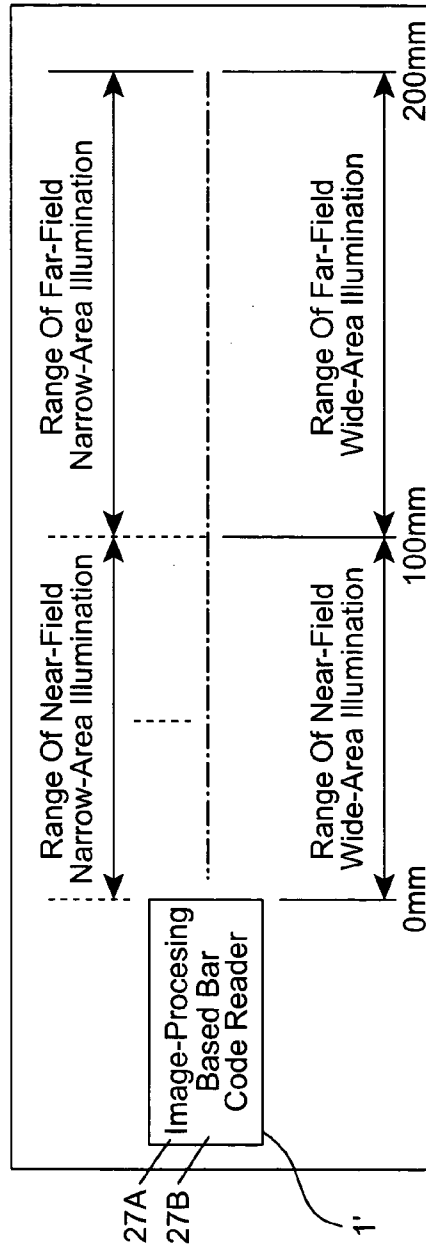 Range Of Near-Field
Narrow-Area Illumination
Range Of Far-Field
Narrow-Area Illumination
27A
27B
Image-Procesing
Based Bar
Code Reader
1'
Range Of Near-Field
Wide-Area Illumination
Range Of Far-Field
Wide-Area Illumination
0mm
100mm
200mm